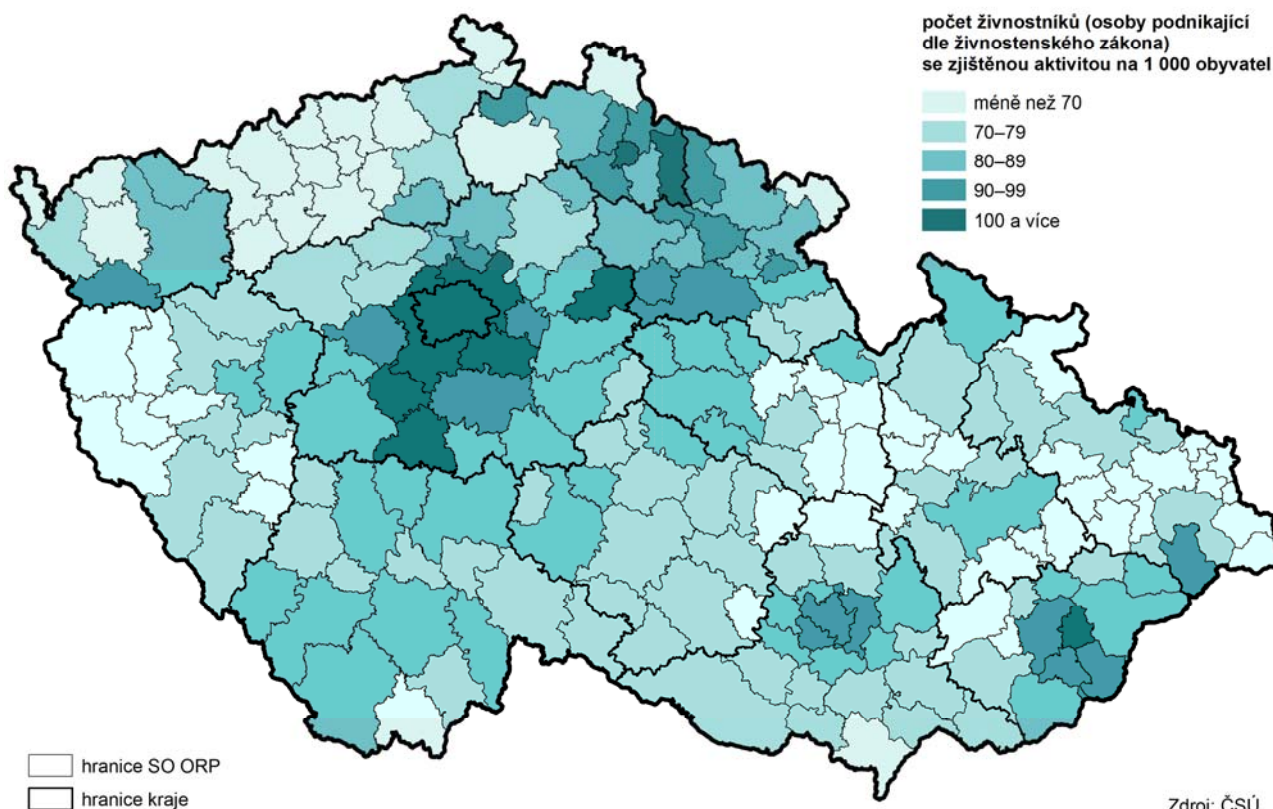 počet živnostníků (osoby podnikající
dle živnostenského zákona)
se zjištěnou aktivitou na 1 000 obyvatel
méně než 70
70–79
80–89
90–99
100 a více
hranice SO ORP
hranice kraje
Zdroj: ČSÚ